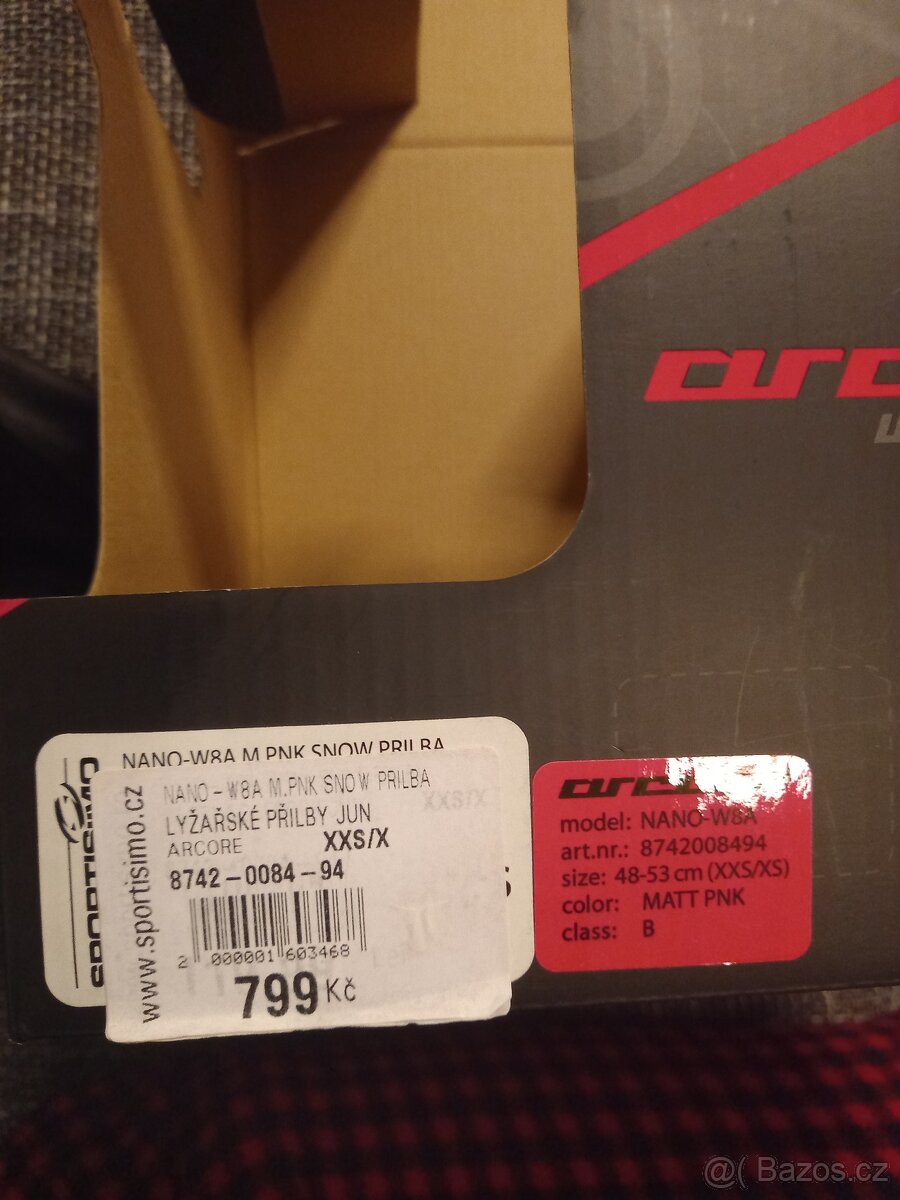 arc
SPORTISIMO
NANO-W8A M.PNK SNOW PRILBA
www.sportisimo.cz
NANO-W8A M.PNK SNOW PRILBA
XXS/X
LYŽAŘSKÉ PŘILBY JUN
ARCORE XXS/X
8742-0084-94
2 000001 603468
799 Kč
model: NANO-W8A
art.nr.: 8742008494
size: 48-53 cm (XXS/XS)
color: MATT PNK
class: B
@( Bazos.cz